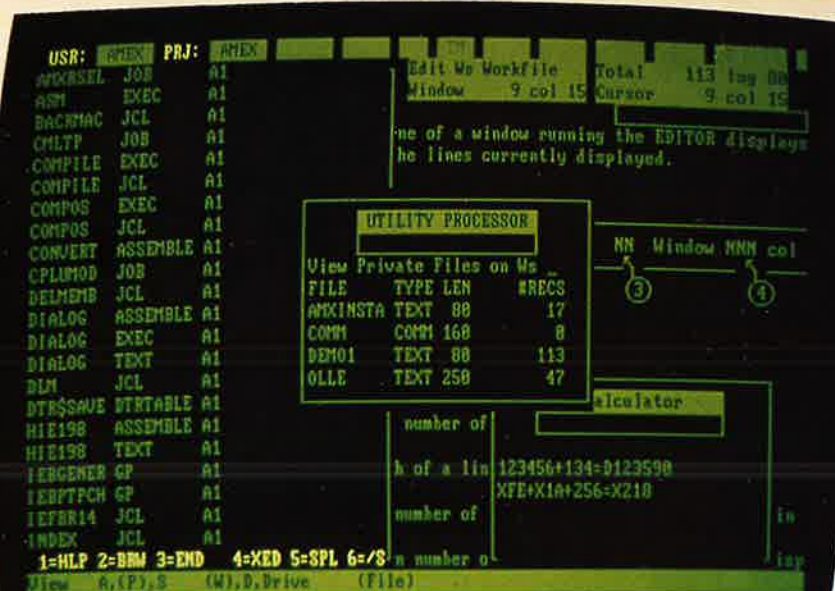 USR: AMEX PRJ: AMEX
AMXRSEL JOB A1
ASM EXEC A1
BACKMAC JCL A1
CMLTP JOB A1
COMPILE EXEC A1
COMPILE JCL A1
COMPOS EXEC A1
COMPOS JCL A1
CONVERT ASSEMBLE A1
CPLUMOD JOB A1
DELMEMB JCL A1
DIALOG ASSEMBLE A1
DIALOG EXEC A1
DIALOG TEXT A1
DLM JCL A1
DTR$SAVE DTRTABLE A1
HIE198 ASSEMBLE A1
HIE198 TEXT A1
IEBGENER GP A1
IEBPTPCH GP A1
IEFBR14 JCL A1
INDEX JCL A1
1=HLP 2=BRW 3=END 4=XED 5=SPL 6=/S
View A,(P),S (W),D,Drive (File)
Edit Ws Workfile
Window 9 col 15
Total 113 lng 80
Cursor 9 col 15
ne of a window running the EDITOR displays
he lines currently displayed.
UTILITY PROCESSOR
View Private Files on Ws _
FILE TYPE LEN #RECS
AMXINSTA TEXT 80 17
COMM COMM 160 0
DEMO1 TEXT 80 113
OLLE TEXT 250 47
NN Window NNN col
3 4
alculator
123456+134=D123590
XFE+X1A+256=X218
number of
h of a lin
number of
in
n number o